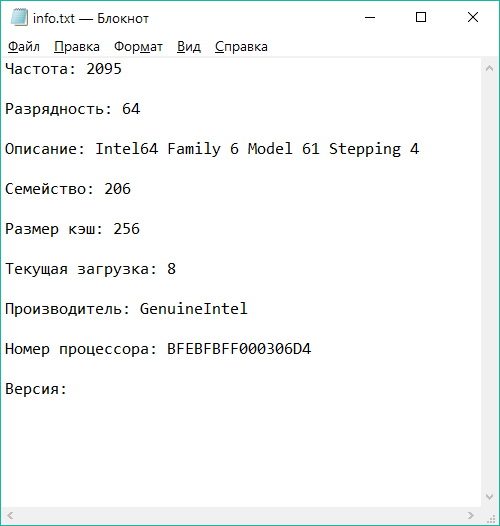 info.txt — Блокнот
Файл Правка Формат Вид Справка
Частота: 2095
Разрядность: 64
Описание: Intel64 Family 6 Model 61 Stepping 4
Семейство: 206
Размер кэш: 256
Текущая загрузка: 8
Производитель: GenuineIntel
Номер процессора: BFEBFBFF000306D4
Версия: